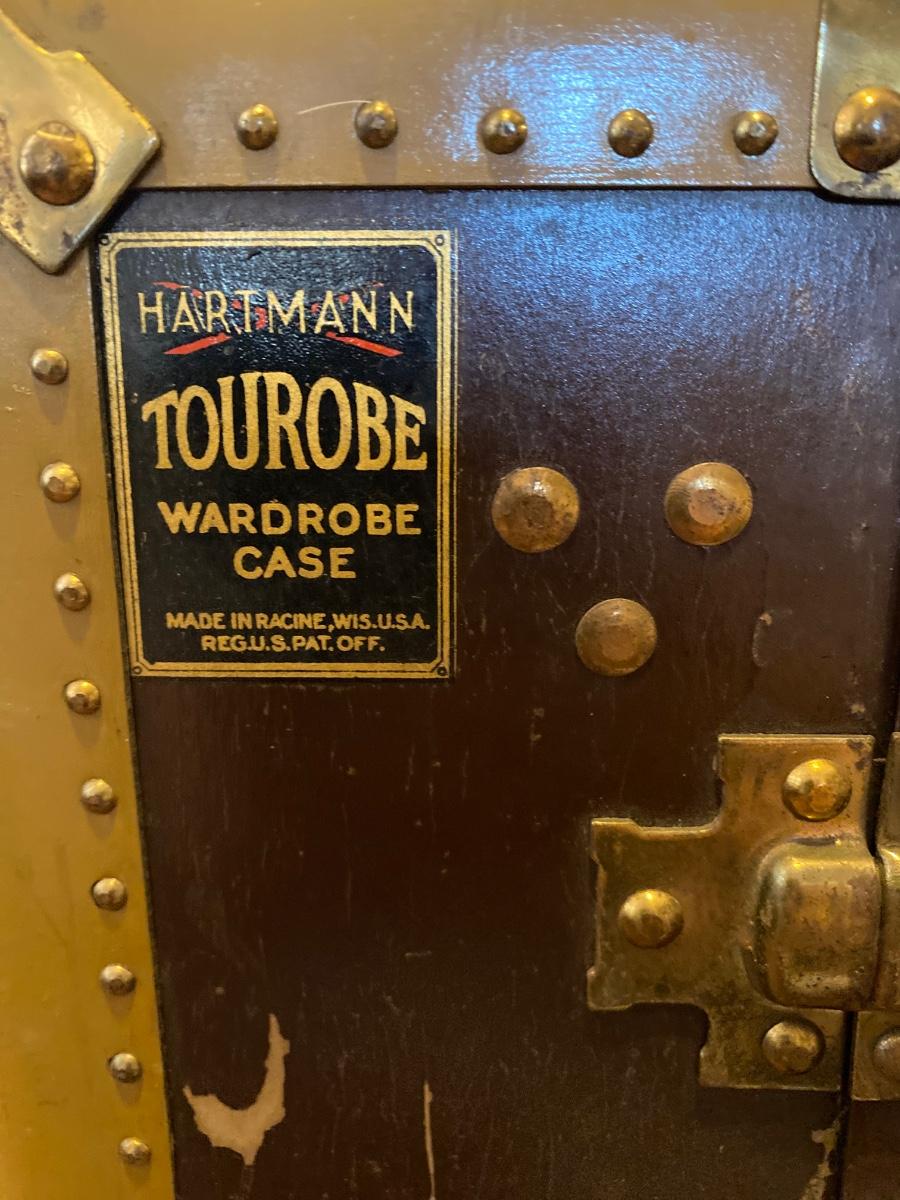 HARTMANN
TOUROBE
WARDROBE
CASE
MADE IN RACINE, WIS. U.S.A.
REG. U.S. PAT. OFF.